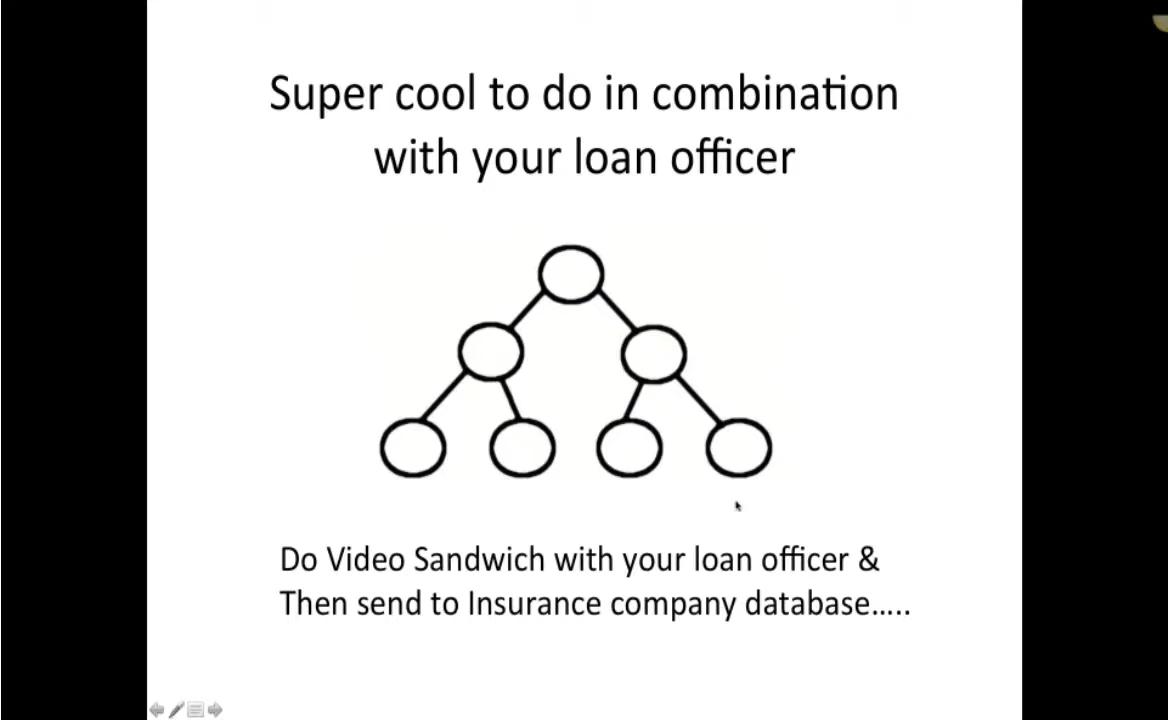 Super cool to do in combination
with your loan officer
Do Video Sandwich with your loan officer &
Then send to Insurance company database.....